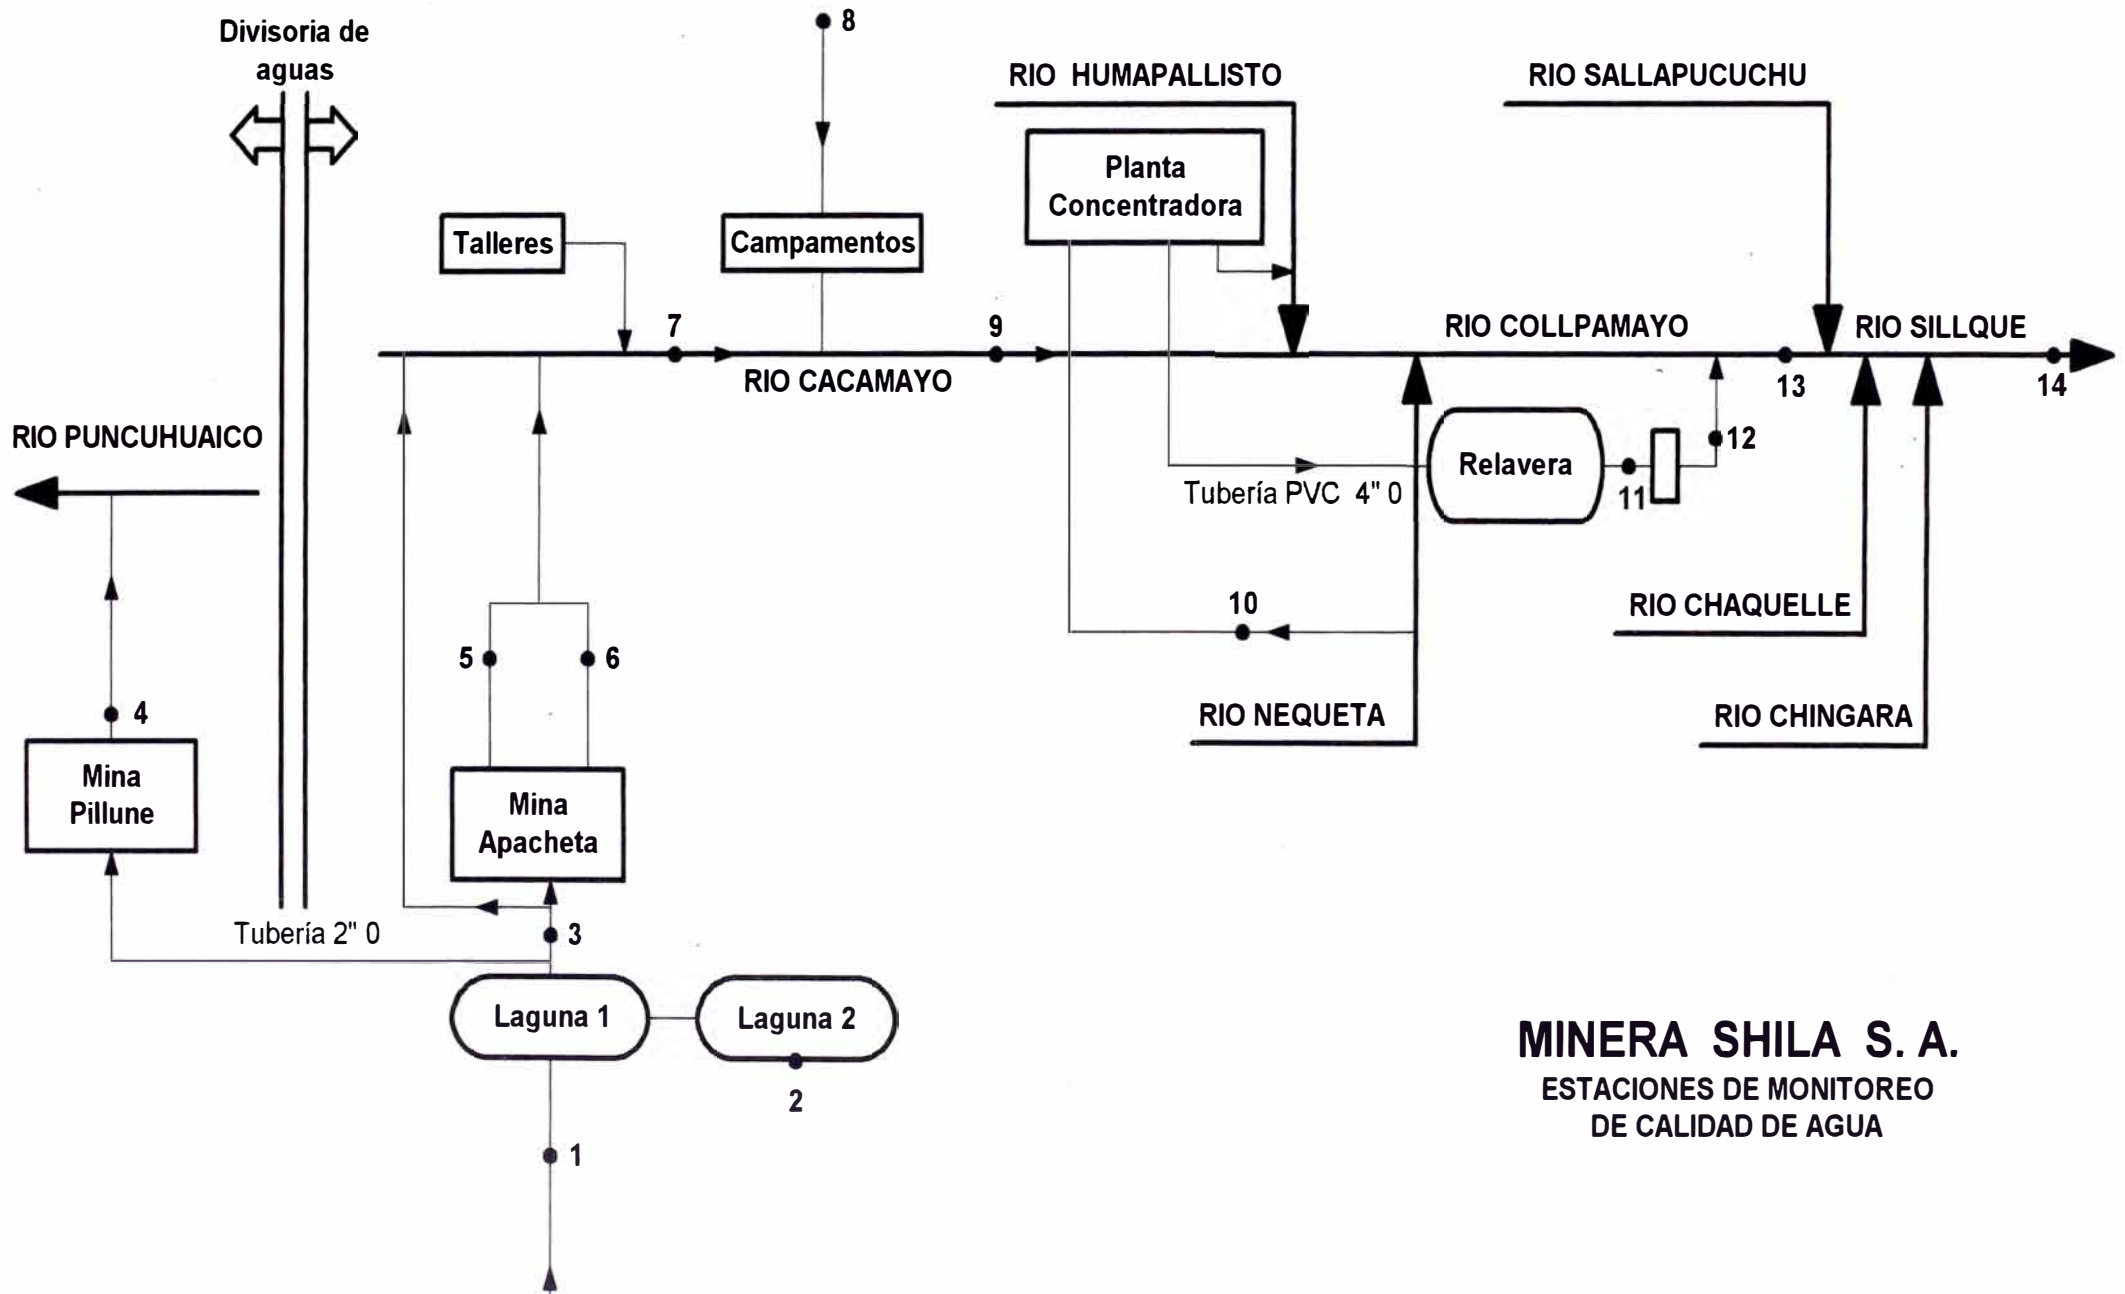 Divisoria de
aguas
8
RIO HUMAPALLISTO
RIO SALLAPUCUCHU
Planta
Concentradora
Talleres
Campamentos
7
9
RIO COLLPAMAYO
RIO SILLQUE
RIO CACAMAYO
13
14
RIO PUNCUHUAICO
12
Relavera
Tubería PVC 4" 0
11
10
RIO CHAQUELLE
5
6
4
RIO NEQUETA
RIO CHINGARA
Mina
Pillune
Mina
Apacheta
Tubería 2" 0
3
Laguna 1
Laguna 2
2
1
MINERA SHILA S. A.
ESTACIONES DE MONITOREO
DE CALIDAD DE AGUA